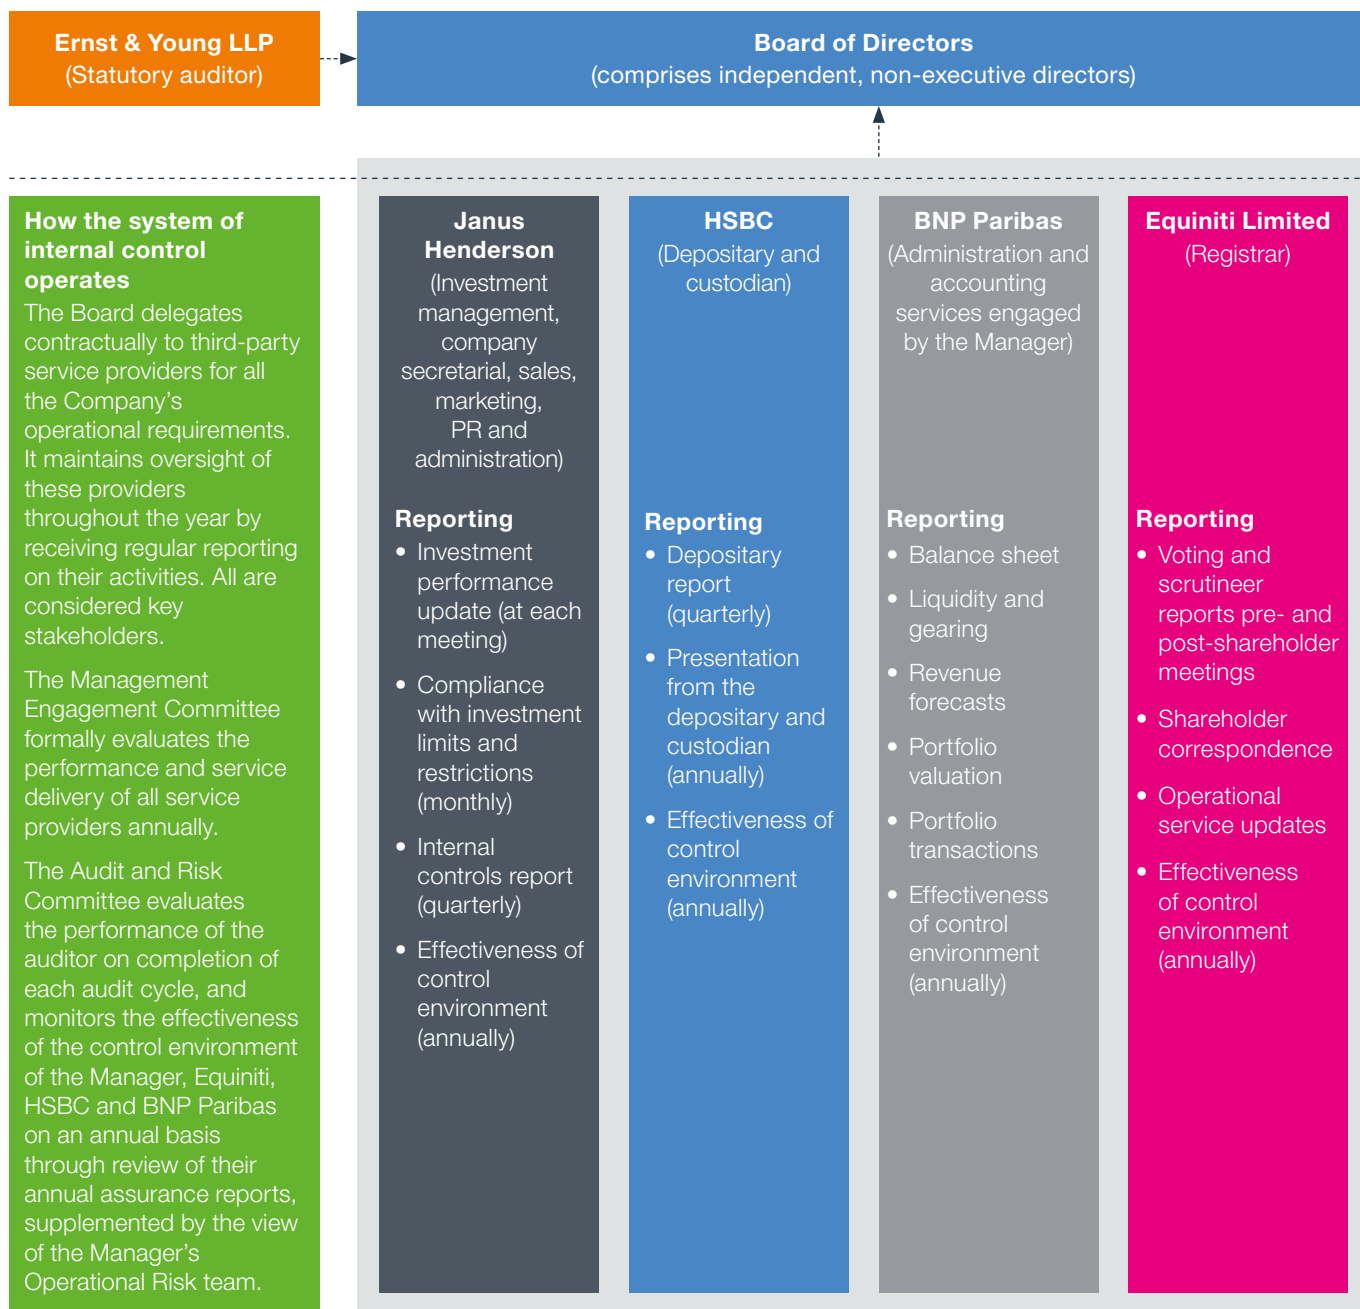 Ernst & Young LLP
(Statutory auditor)
Board of Directors
(comprises independent, non-executive directors)
How the system of
internal control
operates
The Board delegates
contractually to third-party
service providers for all
the Company’s
operational requirements.
It maintains oversight of
these providers
throughout the year by
receiving regular reporting
on their activities. All are
considered key
stakeholders.
The Management
Engagement Committee
formally evaluates the
performance and service
delivery of all service
providers annually.
The Audit and Risk
Committee evaluates
the performance of the
auditor on completion of
each audit cycle, and
monitors the effectiveness
of the control environment
of the Manager, Equiniti,
HSBC and BNP Paribas
on an annual basis
through review of their
annual assurance reports,
supplemented by the view
of the Manager’s
Operational Risk team.
Janus
Henderson
(Investment
management,
company
secretarial, sales,
marketing,
PR and
administration)
Reporting
• Investment
performance
update (at each
meeting)
• Compliance
with investment
limits and
restrictions
(monthly)
• Internal
controls report
(quarterly)
• Effectiveness of
control
environment
(annually)
HSBC
(Depositary and
custodian)
Reporting
• Depositary
report
(quarterly)
• Presentation
from the
depositary and
custodian
(annually)
• Effectiveness of
control
environment
(annually)
BNP Paribas
(Administration and
accounting
services engaged
by the Manager)
Reporting
• Balance sheet
• Liquidity and
gearing
• Revenue
forecasts
• Portfolio
valuation
• Portfolio
transactions
• Effectiveness
of control
environment
(annually)
Equiniti Limited
(Registrar)
Reporting
• Voting and
scrutineer
reports pre- and
post-shareholder
meetings
• Shareholder
correspondence
• Operational
service updates
• Effectiveness
of control
environment
(annually)